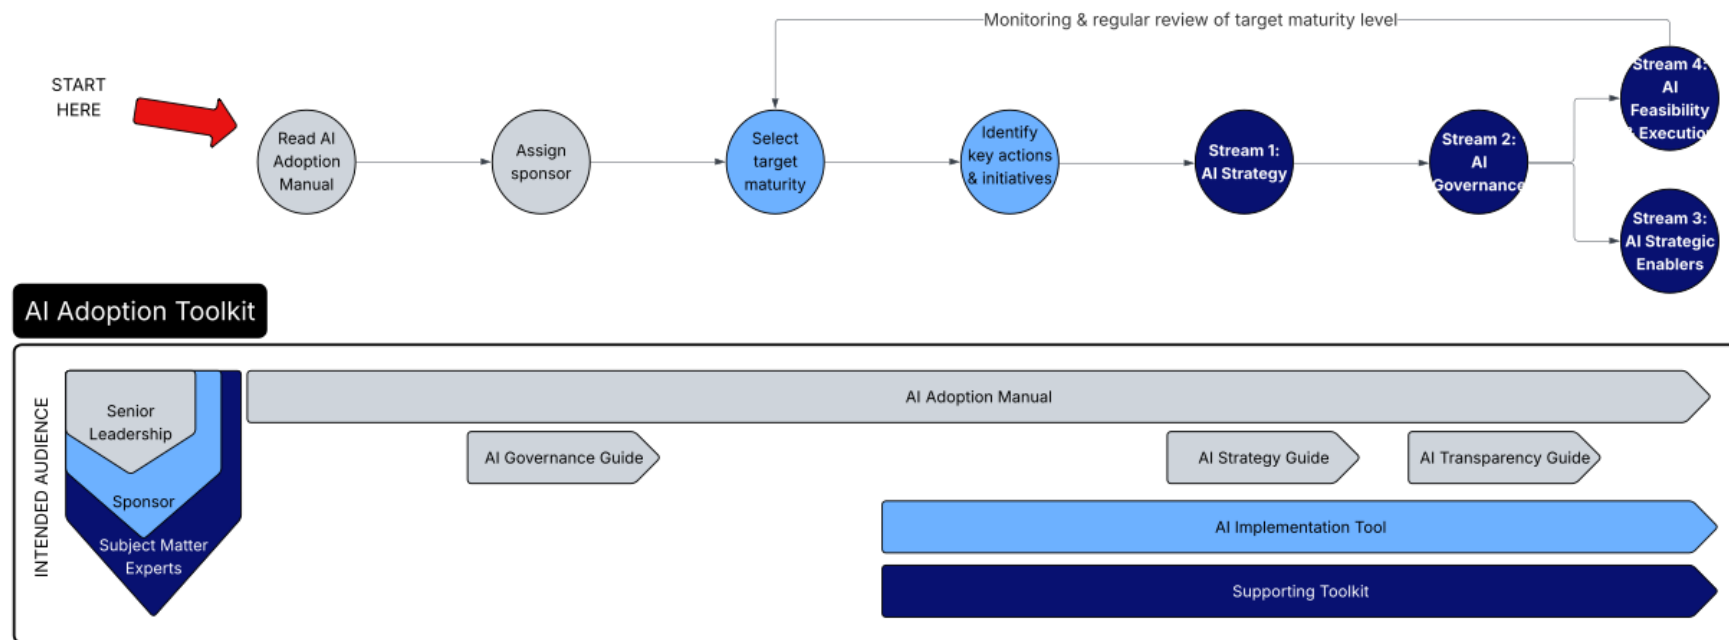 Monitoring & regular review of target maturity level
START
HERE
Read AI
Adoption
Manual
Assign
sponsor
Select
target
maturity
Identify
key actions
& initiatives
Stream 1:
AI Strategy
Stream 2:
AI
Governance
Stream 4:
AI
Feasibility
& Execution
Stream 3:
AI Strategic
Enablers
AI Adoption Toolkit
INTENDED AUDIENCE
Senior
Leadership
Sponsor
Subject Matter
Experts
AI Adoption Manual
AI Governance Guide
AI Strategy Guide
AI Transparency Guide
AI Implementation Tool
Supporting Toolkit